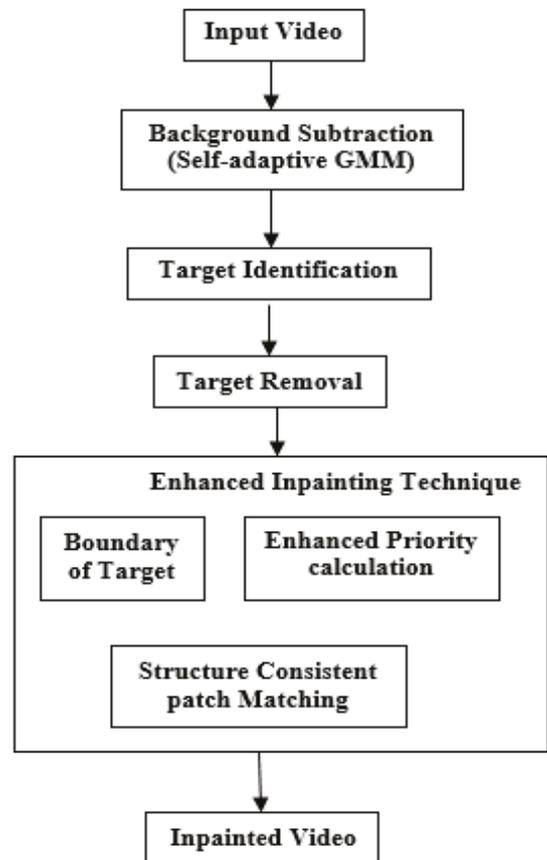 Input Video
Background Subtraction
(Self-adaptive GMM)
Target Identification
Target Removal
Enhanced Inpainting Technique
Boundary
of Target
Enhanced Priority
calculation
Structure Consistent
patch Matching
Inpainted Video